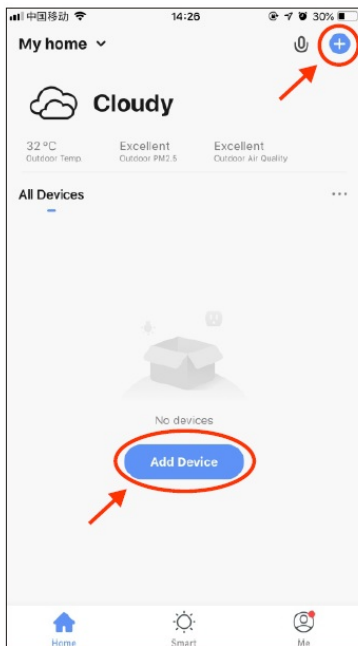 中国移动 14:26 30%
My home
Cloudy
32 °C Excellent Excellent
Outdoor Temp. Outdoor PM2.5 Outdoor Air Quality
All Devices ...
No devices
Add Device
Home Smart Me